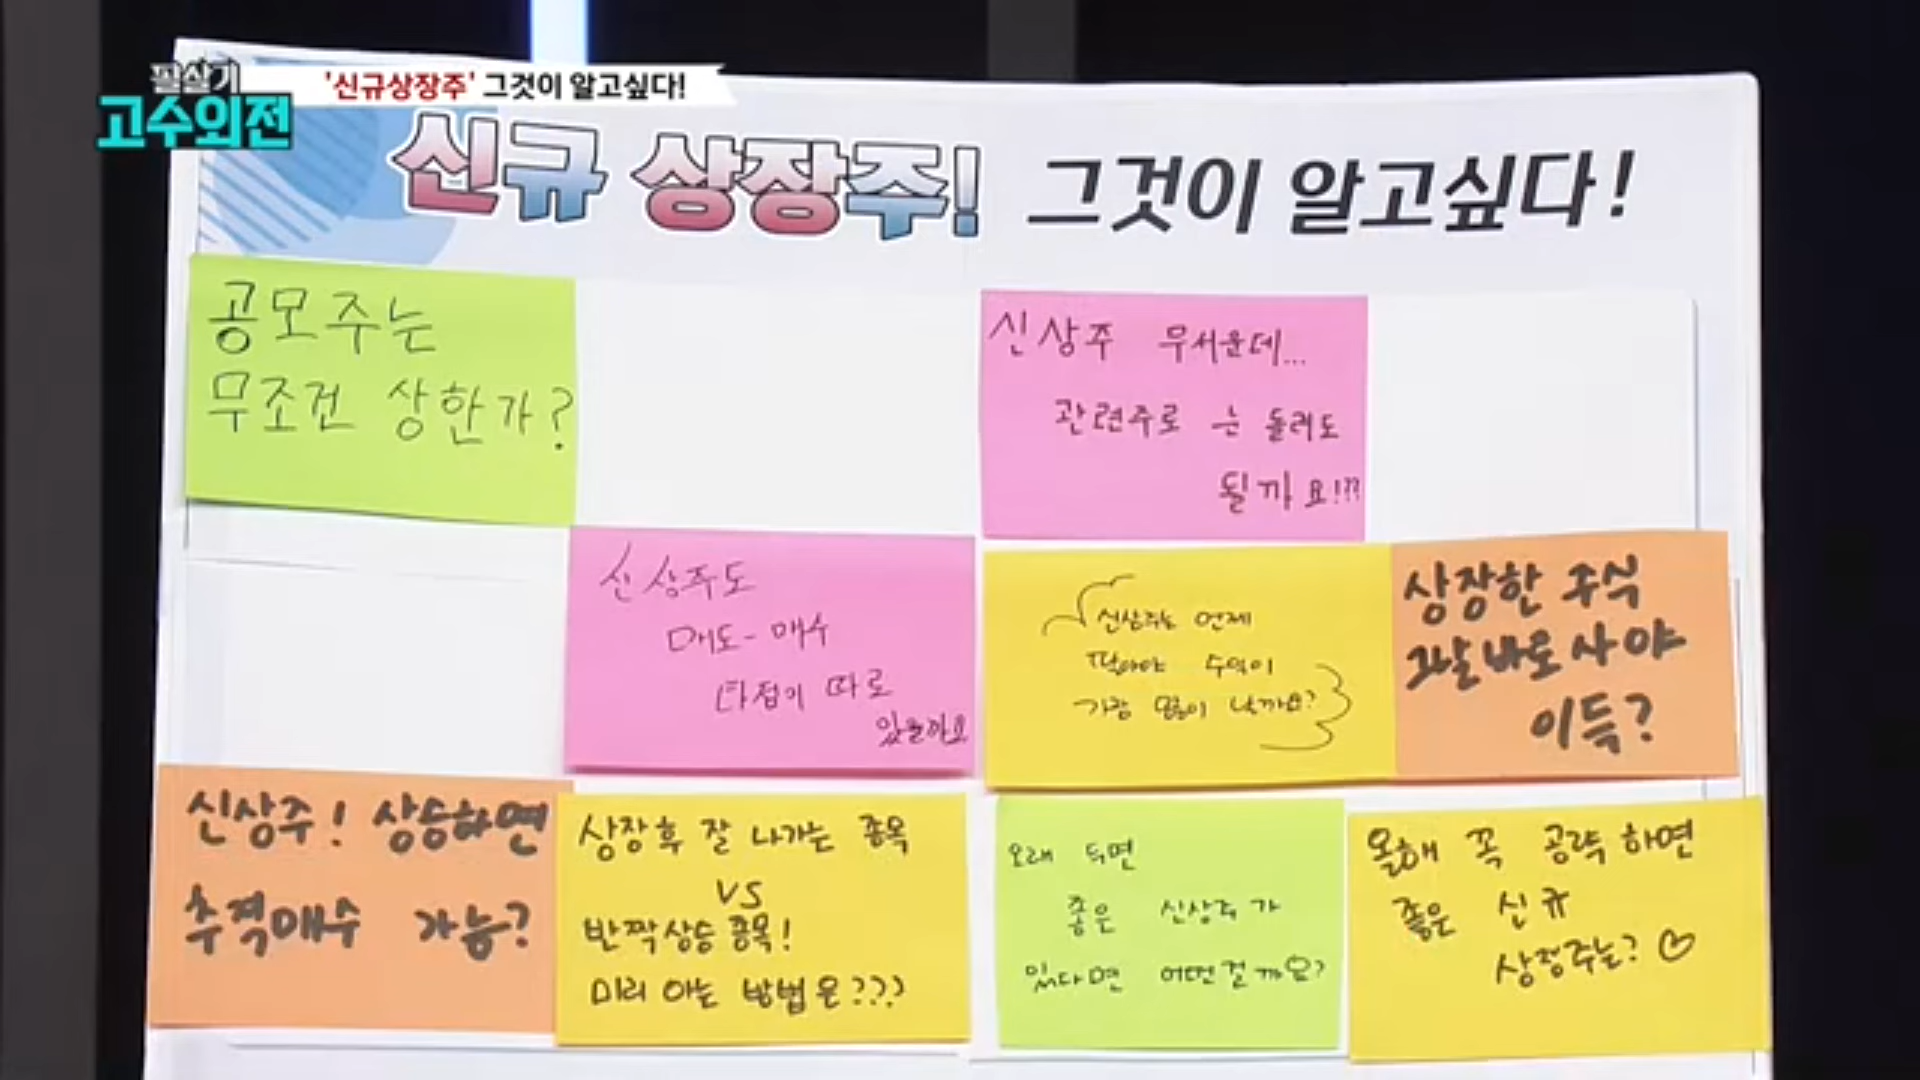 필살기
고수외전
'신규상장주' 그것이 알고싶다!
신규 상장주! 그것이 알고싶다!
공모주는
무조건 상한가?
신상주 무서운데...
관련주로 눈 돌려도
될까요!??
신상주도
매도-매수
타점이 따로
있을까요
신상주는 언제
팔아야 수익이
가장 많이 날까요?
상장한 주식
그날 바로 사야
이득?
신상주! 상승하면
추격매수 가능?
상장후 잘 나가는 종목
VS
반짝상승 종목!
미리 아는 방법은???
오래 두면
좋은 신상주가
있다면 어떤걸까요?
올해 꼭 공략하면
좋은 신규
상장주는? ♡